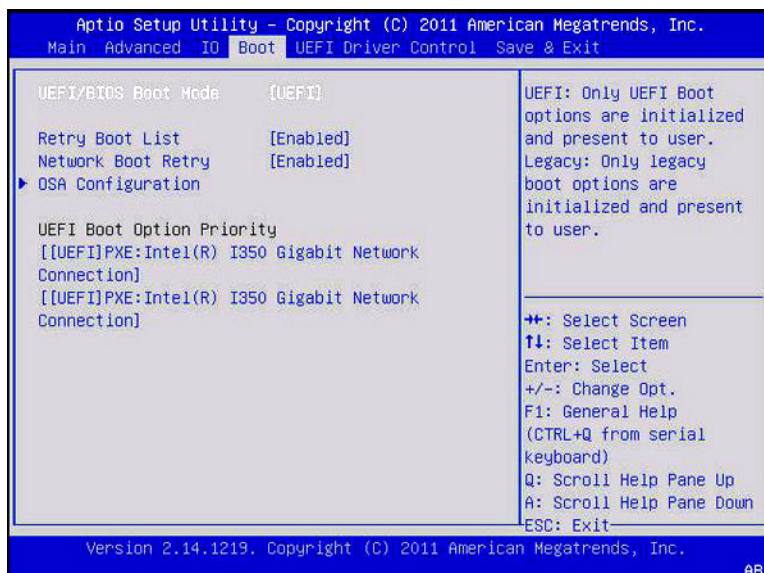 Aptio Setup Utility - Copyright (C) 2011 American Megatrends, Inc.
Main Advanced IO Boot UEFI Driver Control Save & Exit
UEFI/BIOS Boot Mode [UEFI]
Retry Boot List [Enabled]
Network Boot Retry [Enabled]
OSA Configuration
UEFI Boot Option Priority
[[UEFI]PXE:Intel(R) I350 Gigabit Network
Connection]
[[UEFI]PXE:Intel(R) I350 Gigabit Network
Connection]
UEFI: Only UEFI Boot
options are initialized
and present to user.
Legacy: Only legacy
boot options are
initialized and present
to user.
→←: Select Screen
↑↓: Select Item
Enter: Select
+/-: Change Opt.
F1: General Help
(CTRL+Q from serial
keyboard)
Q: Scroll Help Pane Up
A: Scroll Help Pane Down
ESC: Exit
Version 2.14.1219. Copyright (C) 2011 American Megatrends, Inc.
AB